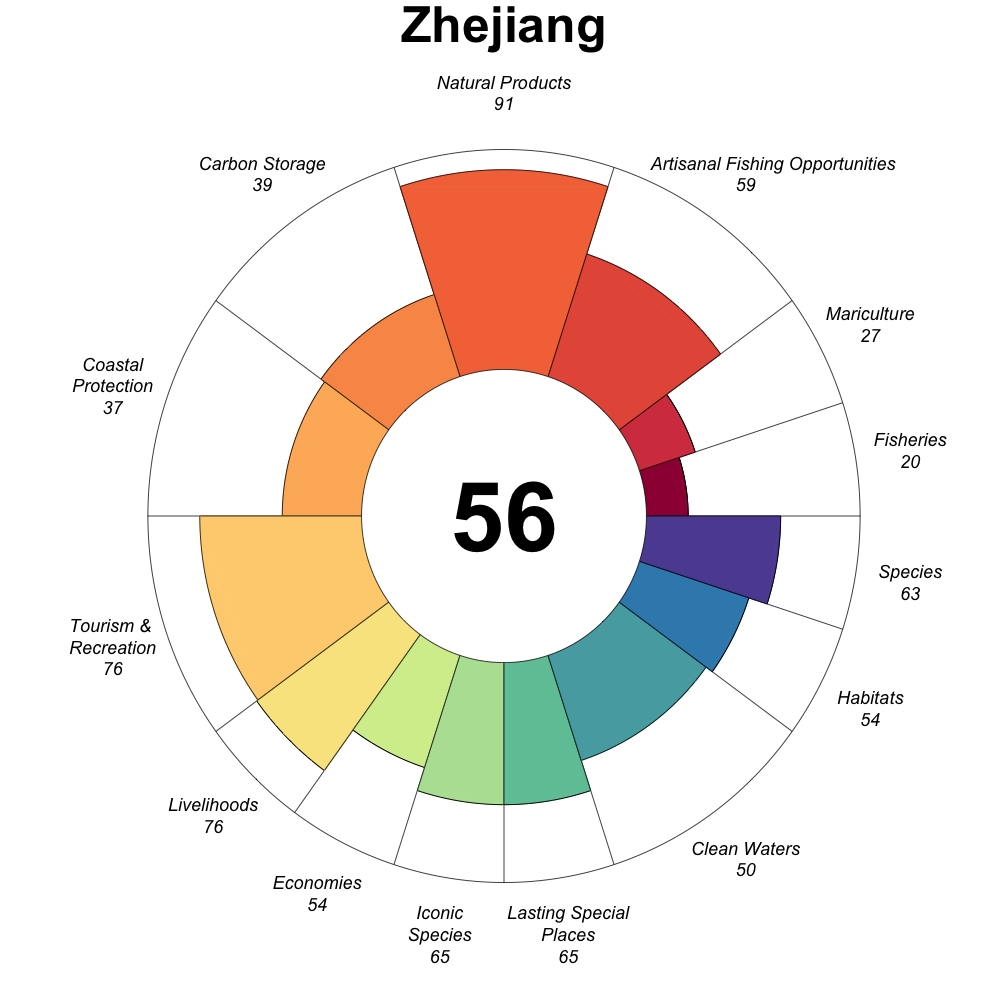 Zhejiang
Natural Products
91
Carbon Storage
39
Artisanal Fishing Opportunities
59
Mariculture
27
Coastal
Protection
37
Fisheries
20
56
Species
63
Tourism &
Recreation
76
Habitats
54
Livelihoods
76
Clean Waters
50
Economies
54
Iconic
Species
65
Lasting Special
Places
65